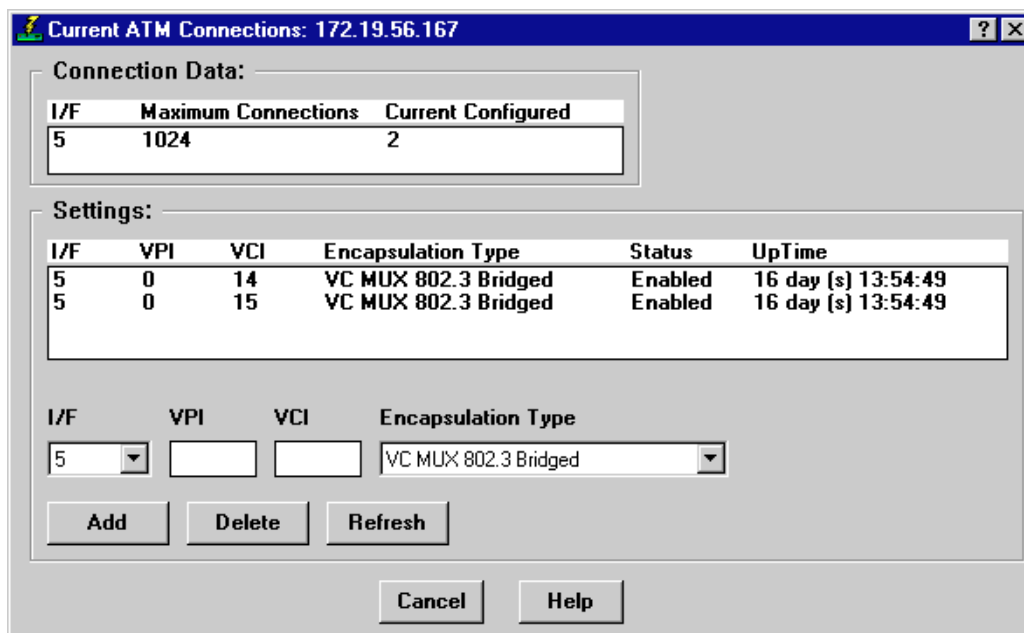 Current ATM Connections: 172.19.56.167
Connection Data:
I/F Maximum Connections Current Configured
5 1024 2
Settings:
I/F VPI VCI Encapsulation Type Status UpTime
5 0 14 VC MUX 802.3 Bridged Enabled 16 day (s) 13:54:49
5 0 15 VC MUX 802.3 Bridged Enabled 16 day (s) 13:54:49
I/F VPI VCI Encapsulation Type
5 VC MUX 802.3 Bridged
Add Delete Refresh
Cancel Help